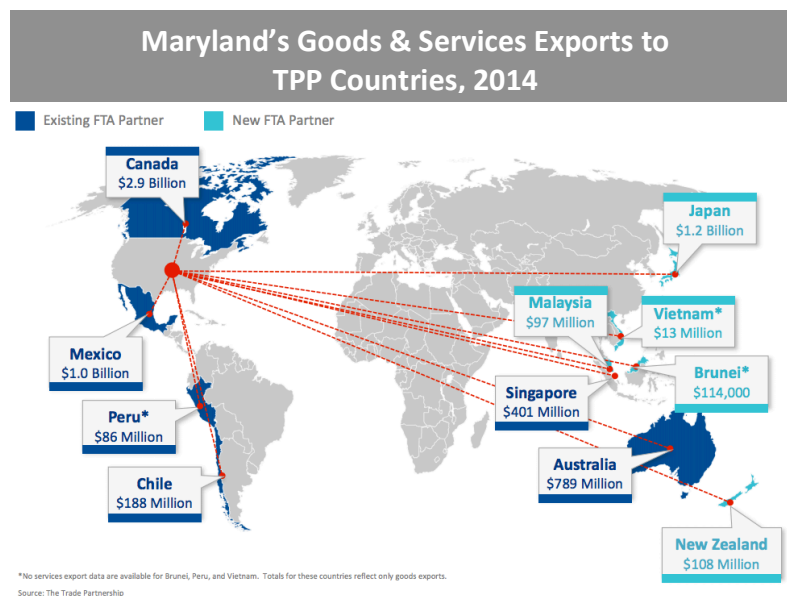 Maryland’s Goods & Services Exports to
TPP Countries, 2014
Existing FTA Partner
New FTA Partner
Canada
$2.9 Billion
Japan
$1.2 Billion
Malaysia
$97 Million
Vietnam*
$13 Million
Mexico
$1.0 Billion
Brunei*
$114,000
Singapore
$401 Million
Peru*
$86 Million
Australia
$789 Million
Chile
$188 Million
New Zealand
$108 Million
*No services export data are available for Brunei, Peru, and Vietnam.  Totals for these countries reflect only goods exports.
Source: The Trade Partnership